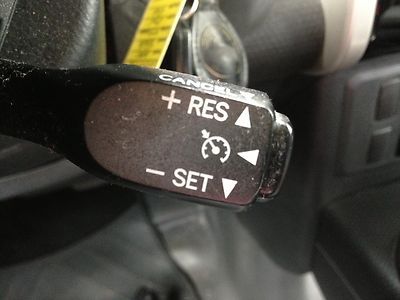 CANCEL
+ RES ▲
◀
− SET ▼